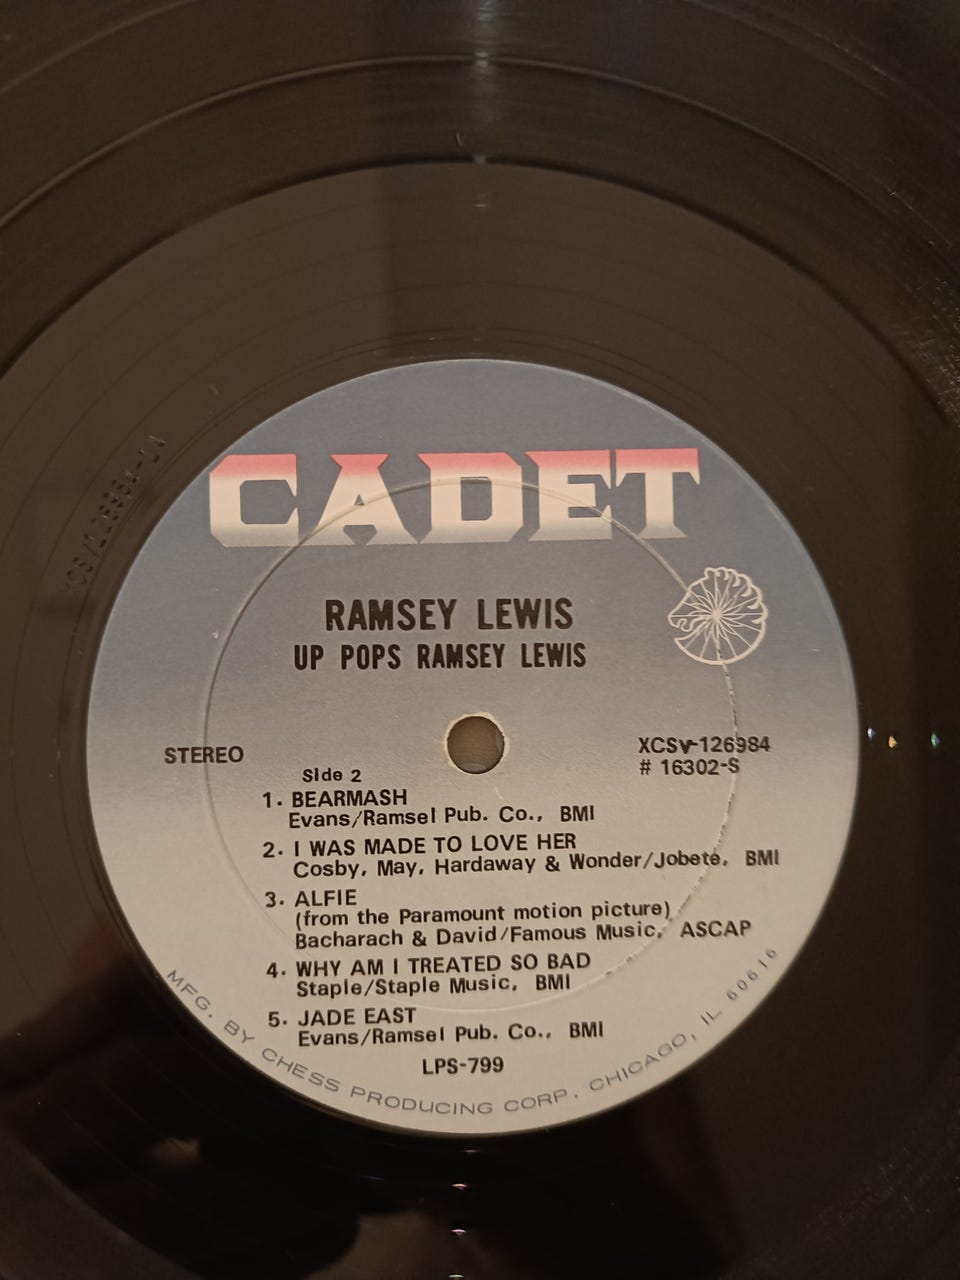 CADET
RAMSEY LEWIS
UP POPS RAMSEY LEWIS
STEREO
XCSV-126984
# 16302-S
Side 2
1. BEARMASH
Evans/Ramsel Pub. Co., BMI
2. I WAS MADE TO LOVE HER
Cosby, May, Hardaway & Wonder/Jobete, BMI
3. ALFIE
(from the Paramount motion picture)
Bacharach & David/Famous Music, ASCAP
4. WHY AM I TREATED SO BAD
Staple/Staple Music, BMI
5. JADE EAST
Evans/Ramsel Pub. Co., BMI
LPS-799
MFG. BY CHESS PRODUCING CORP, CHICAGO, IL 60616